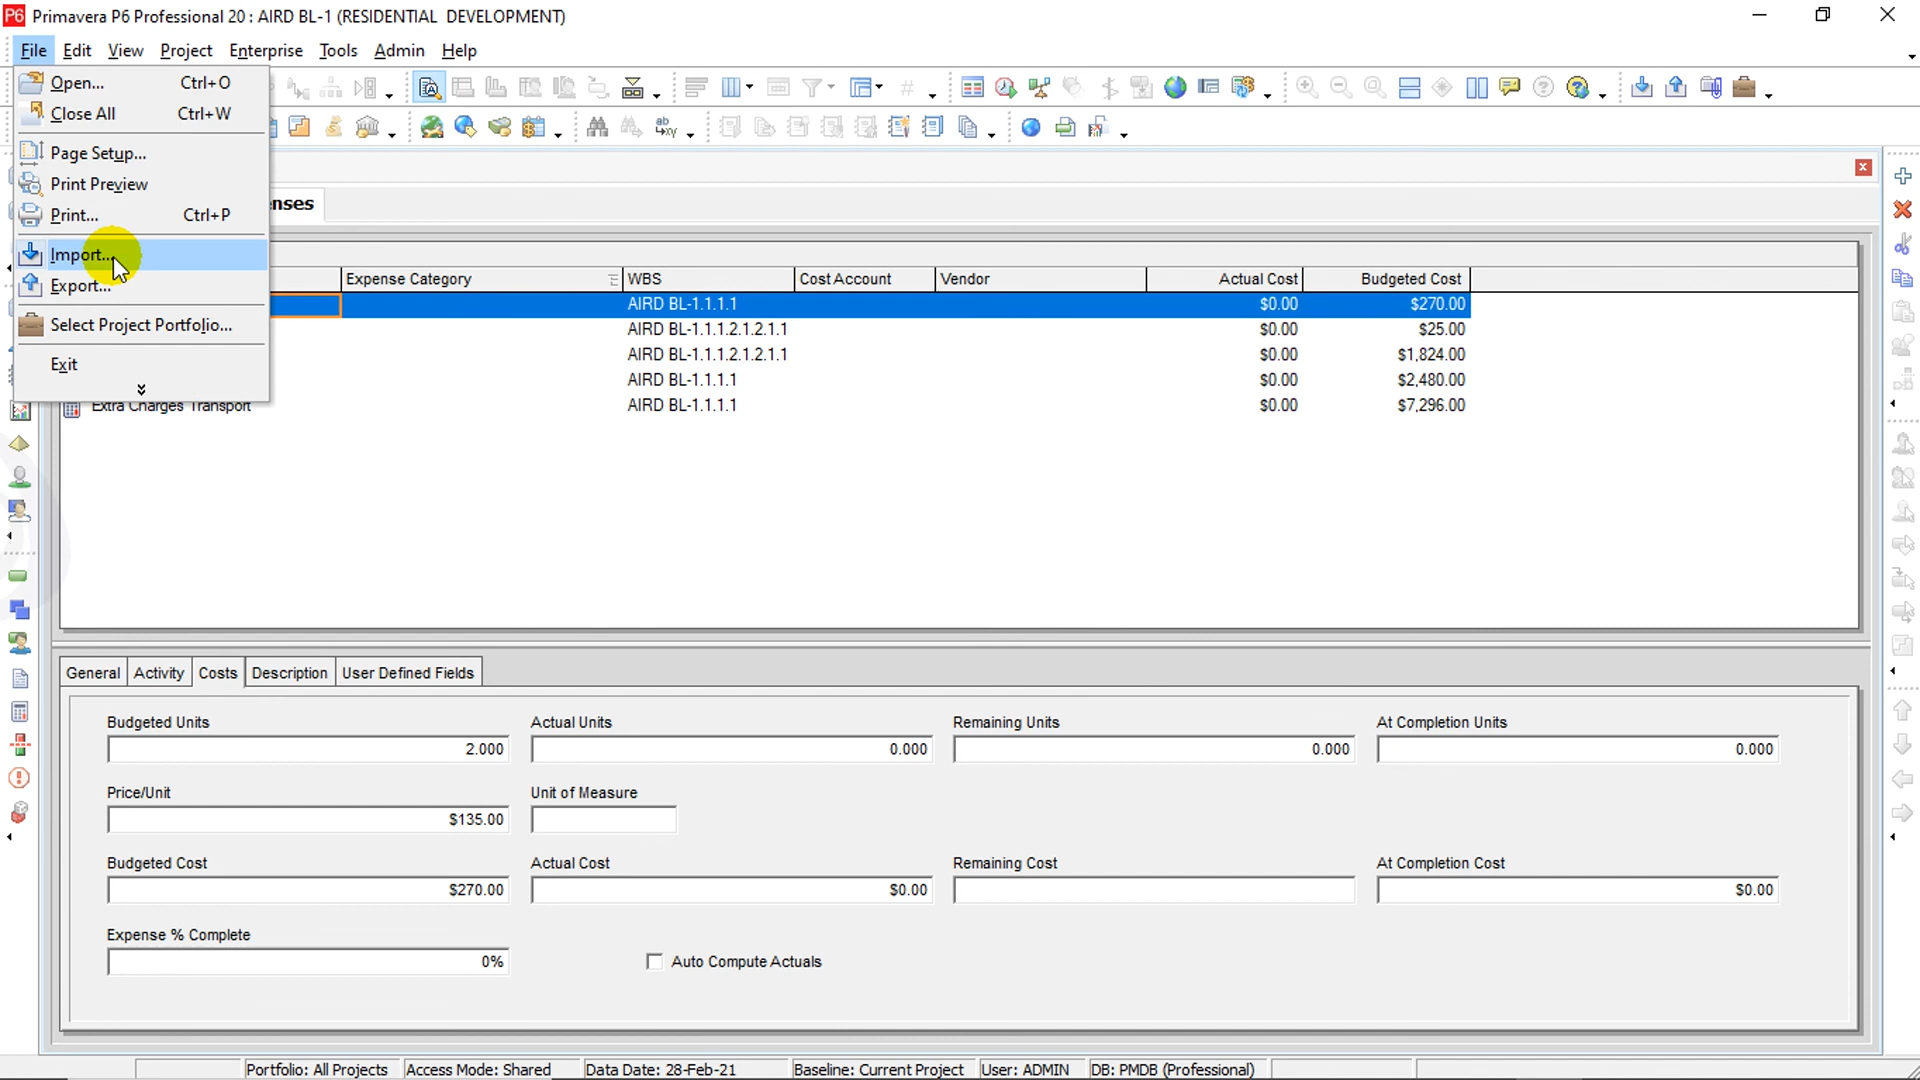 P6 Primavera P6 Professional 20 : AIRD BL-1 (RESIDENTIAL DEVELOPMENT)
File Edit View Project Enterprise Tools Admin Help
Open... Ctrl+O
Close All Ctrl+W
Page Setup...
Print Preview
Print... Ctrl+P
Import...
Export...
Select Project Portfolio...
Exit
enses
Expense Category WBS Cost Account Vendor Actual Cost Budgeted Cost
AIRD BL-1.1.1.1 $0.00 $270.00
AIRD BL-1.1.1.2.1.2.1.1 $0.00 $25.00
AIRD BL-1.1.1.2.1.2.1.1 $0.00 $1,824.00
AIRD BL-1.1.1.1 $0.00 $2,480.00
Extra Charges Transport AIRD BL-1.1.1.1 $0.00 $7,296.00
General Activity Costs Description User Defined Fields
Budgeted Units Actual Units Remaining Units At Completion Units
2.000 0.000 0.000 0.000
Price/Unit Unit of Measure
$135.00
Budgeted Cost Actual Cost Remaining Cost At Completion Cost
$270.00 $0.00 $0.00
Expense % Complete
0% Auto Compute Actuals
Portfolio: All Projects Access Mode: Shared Data Date: 28-Feb-21 Baseline: Current Project User: ADMIN DB: PMDB (Professional)